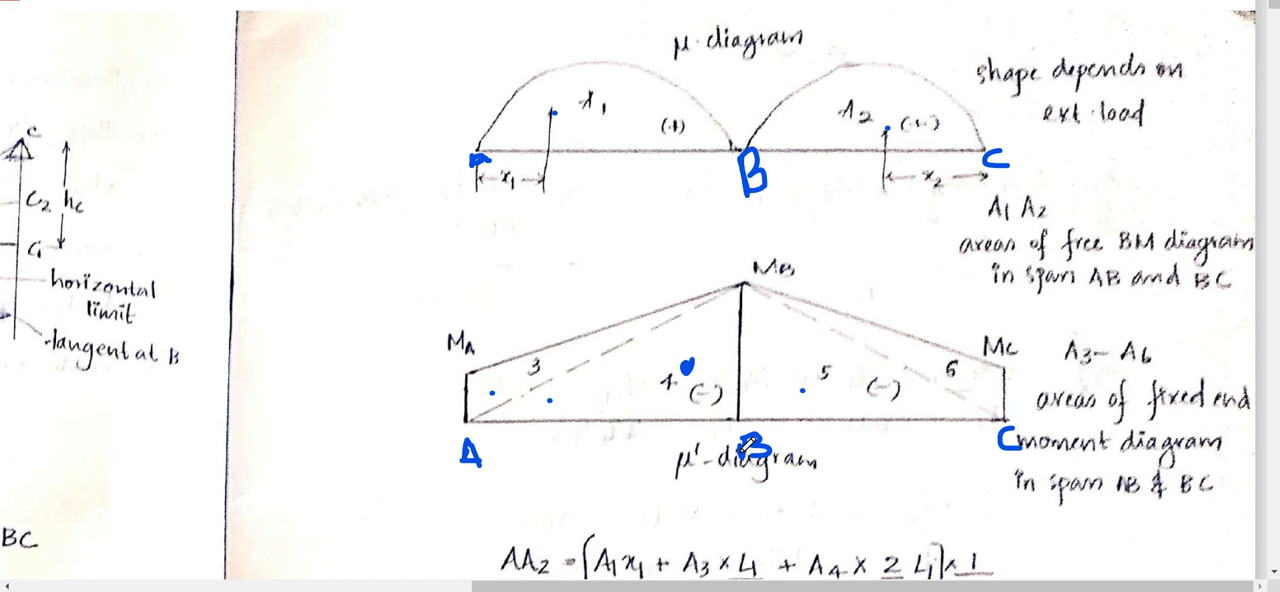 μ-diagram
shape depends on
ext. load
A1
(+)
A2
(+)
x1
B
x2
C
A1 A2
areas of free BM diagram
in span AB and BC
C
C2
hc
horizontal
limit
tangent at B
BC
MB
MA
3
4
(-)
5
(-)
6
MC
A3 - A6
areas of fixed end
moment diagram
in span AB & BC
A
B
C
μ'-diagram
AA2 = [A1x1 + A3 × L1 + A4 × 2 L1] × 1